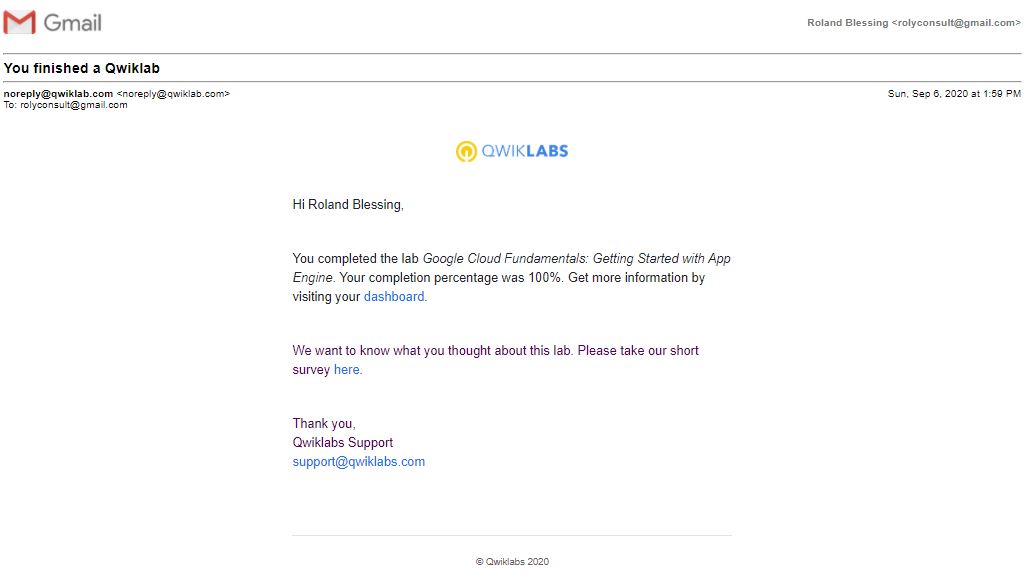 Gmail
Roland Blessing <rolyconsult@gmail.com>
You finished a Qwiklab
noreply@qwiklab.com <noreply@qwiklab.com>
Sun, Sep 6, 2020 at 1:59 PM
To: rolyconsult@gmail.com
QWIKLABS
Hi Roland Blessing,
You completed the lab Google Cloud Fundamentals: Getting Started with App
Engine. Your completion percentage was 100%. Get more information by
visiting your dashboard.
We want to know what you thought about this lab. Please take our short
survey here.
Thank you,
Qwiklabs Support
support@qwiklabs.com
© Qwiklabs 2020